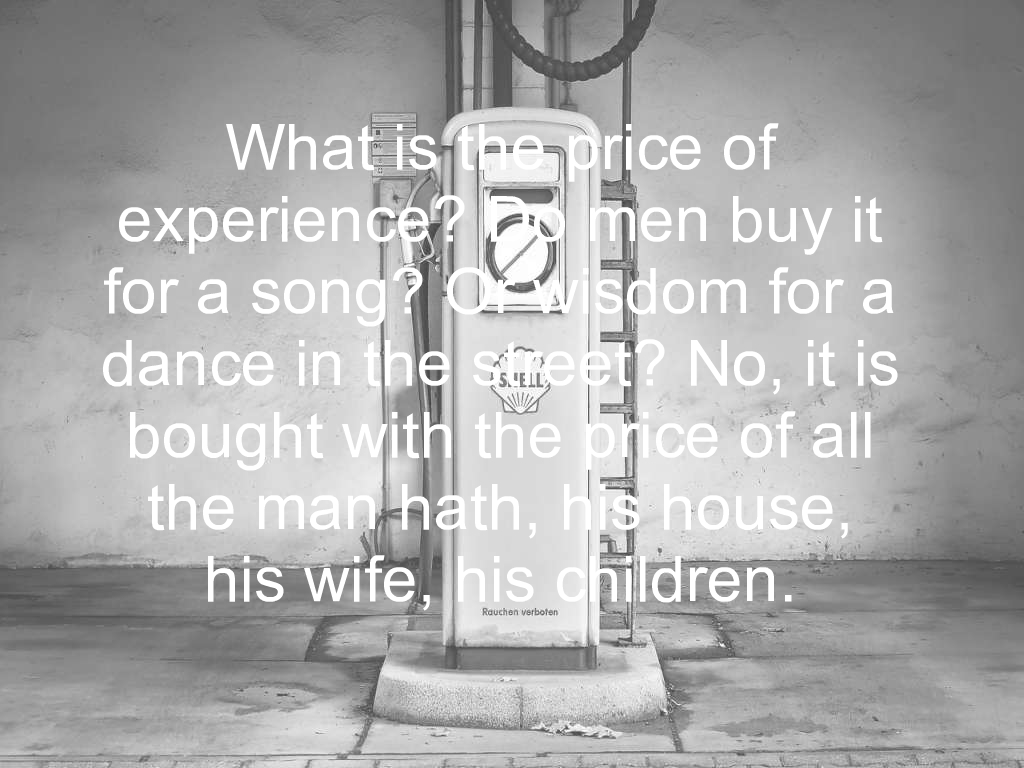 What is the price of
experience? Do men buy it
for a song? Or wisdom for a
dance in the street? No, it is
bought with the price of all
the man hath, his house,
his wife, his children.
SHELL
Rauchen verboten